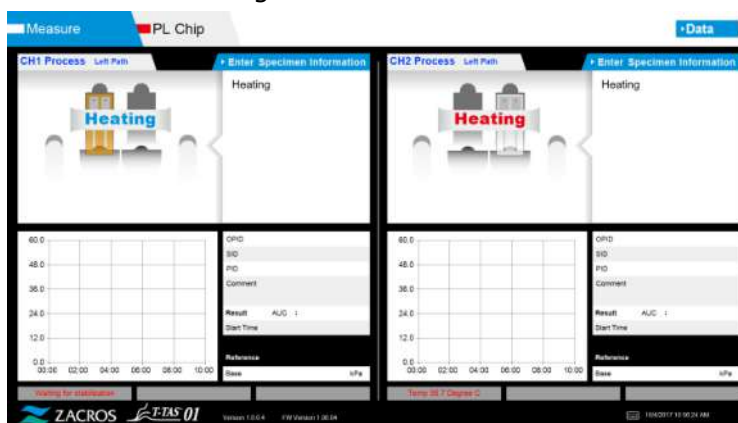 Measure
PL Chip
Data
CH1 Process Left Path
Enter Specimen Information
Heating
Heating
60.0
48.0
36.0
24.0
12.0
0.0
00:00 02:00 04:00 06:00 08:00 10:00
OPID
SID
PID
Comment
Result AUC :
Start Time
Reference
Base kPa
Waiting for stabilization
CH2 Process Left Path
Enter Specimen Information
Heating
Heating
60.0
48.0
36.0
24.0
12.0
0.0
00:00 02:00 04:00 06:00 08:00 10:00
OPID
SID
PID
Comment
Result AUC :
Start Time
Reference
Base kPa
Degree C
ZACROS T-TAS 01
Version
FW Version
AM